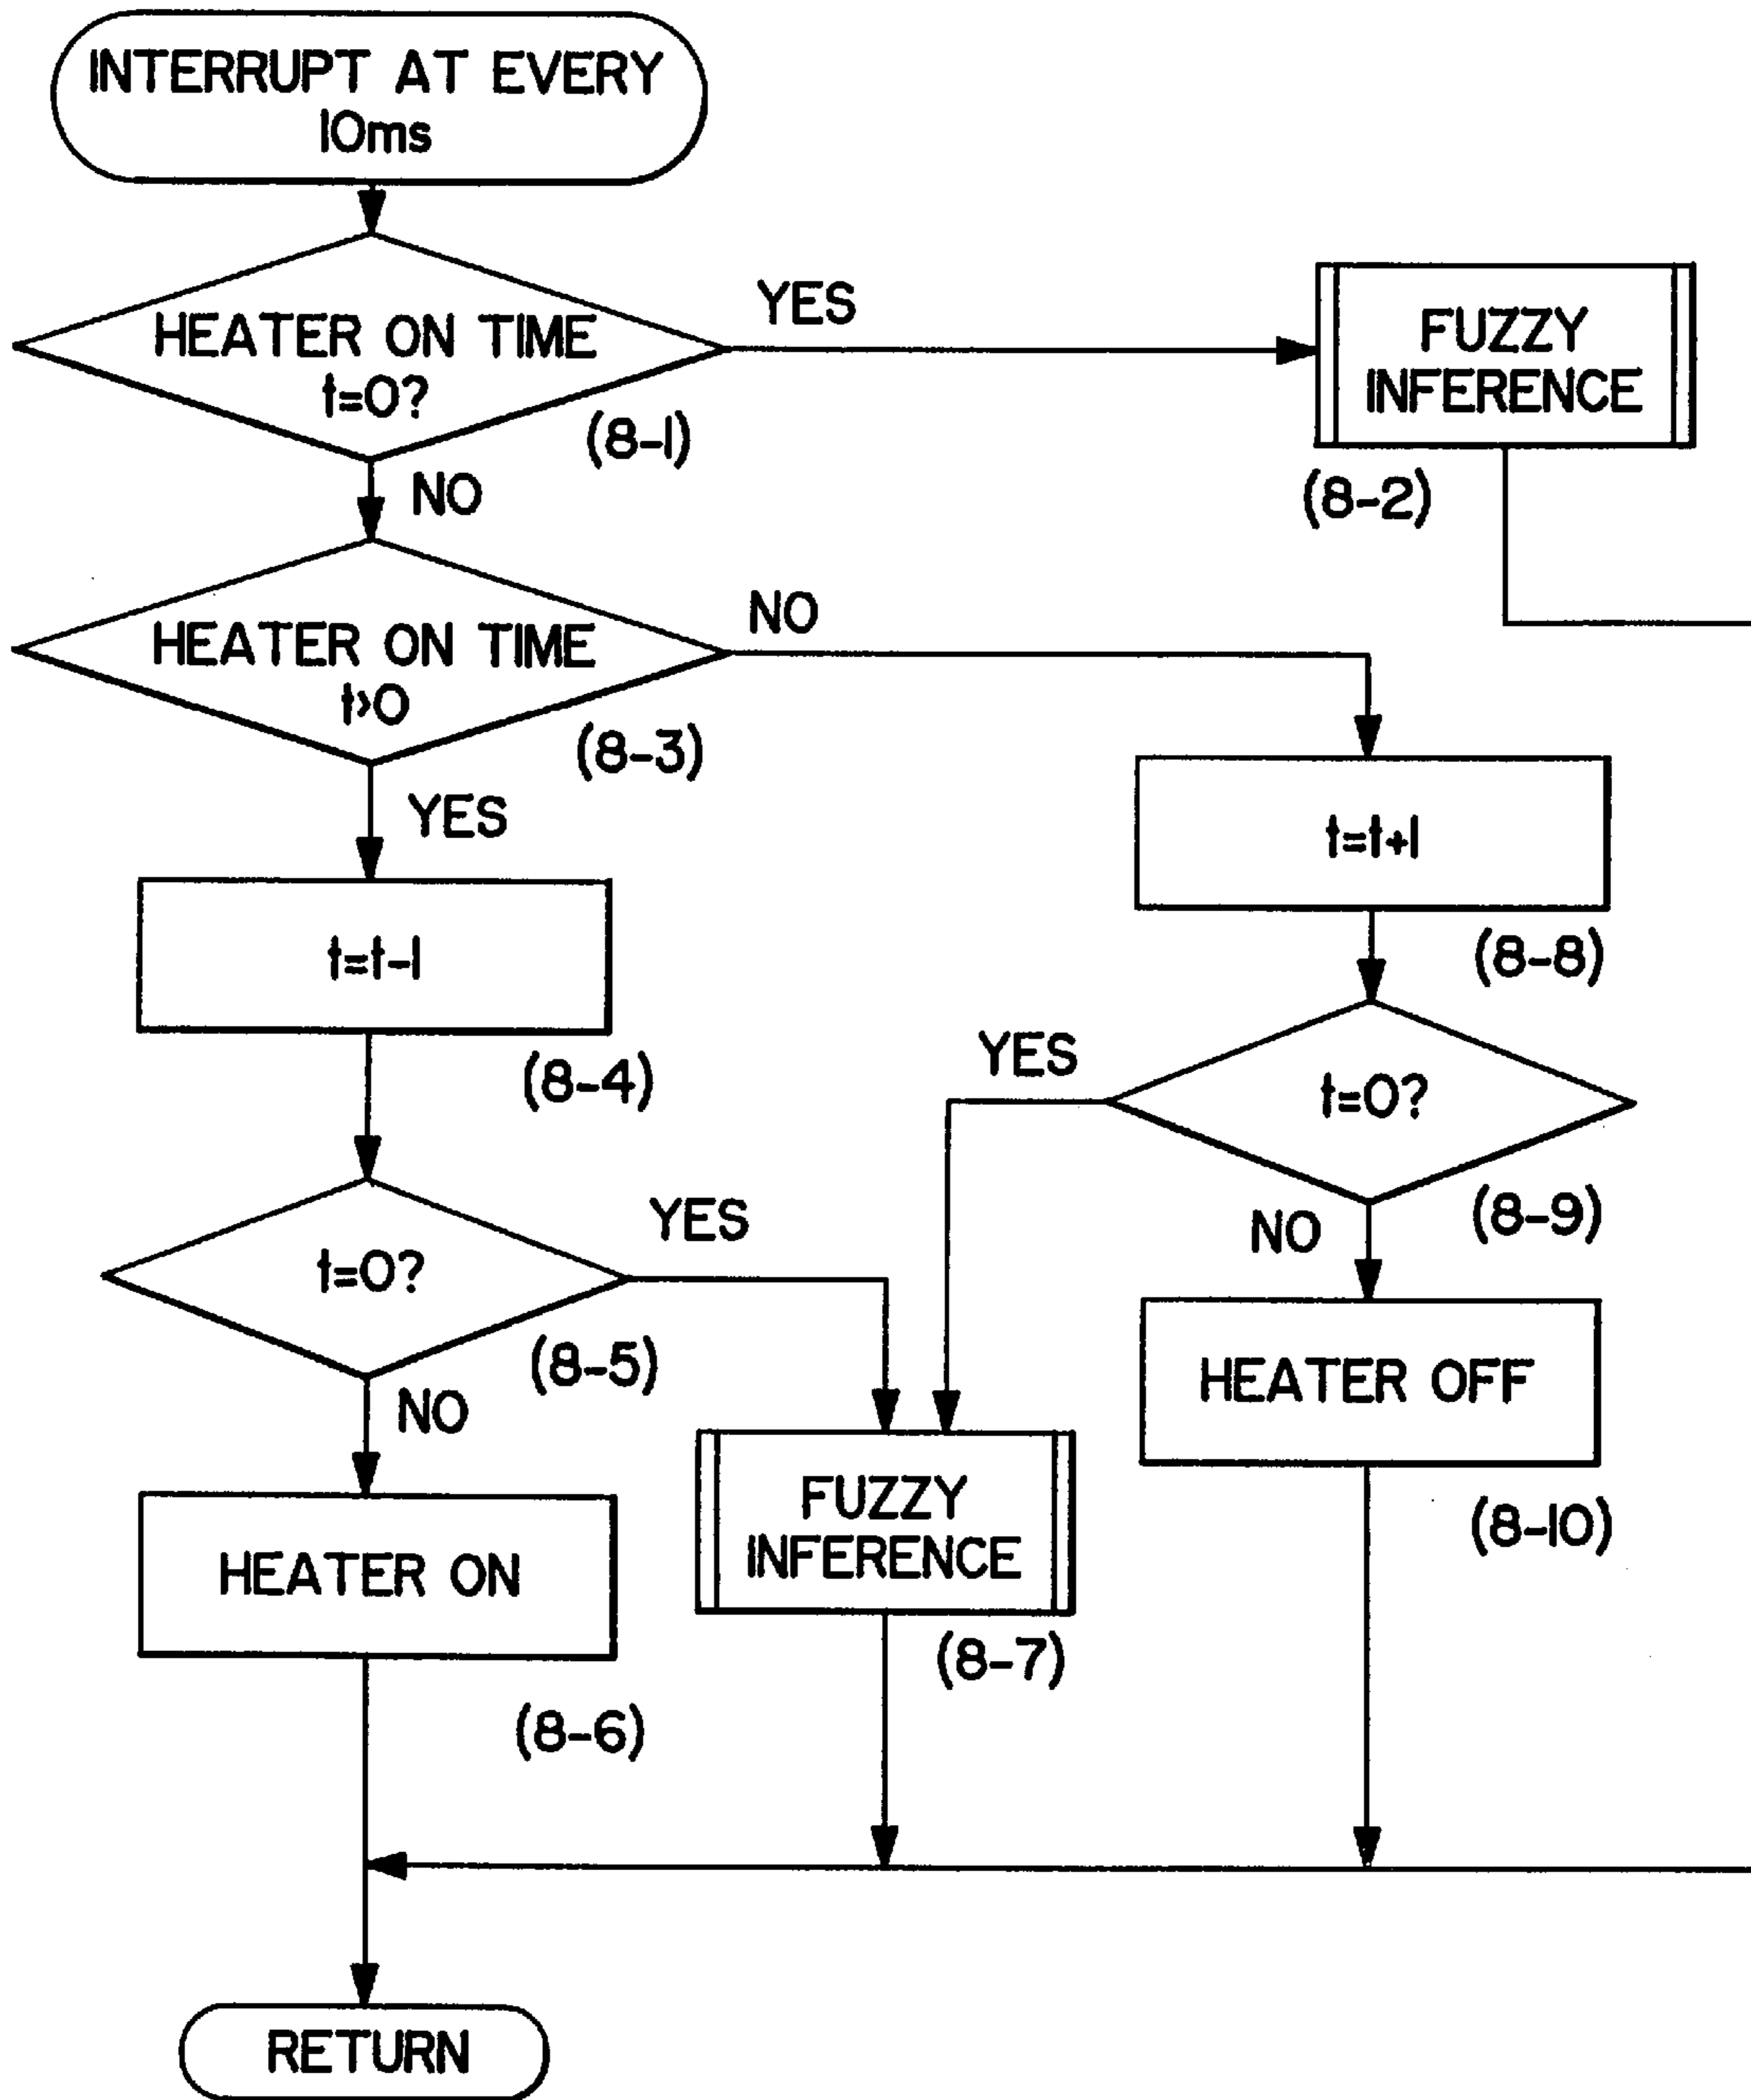 INTERRUPT AT EVERY
10ms
HEATER ON TIME
t=0?
(8-1)
YES
FUZZY
INFERENCE
(8-2)
NO
HEATER ON TIME
t>0
(8-3)
NO
YES
t=t-1
(8-4)
t=t+1
(8-8)
t=0?
(8-9)
YES
NO
t=0?
(8-5)
YES
NO
HEATER OFF
(8-10)
HEATER ON
(8-6)
FUZZY
INFERENCE
(8-7)
RETURN